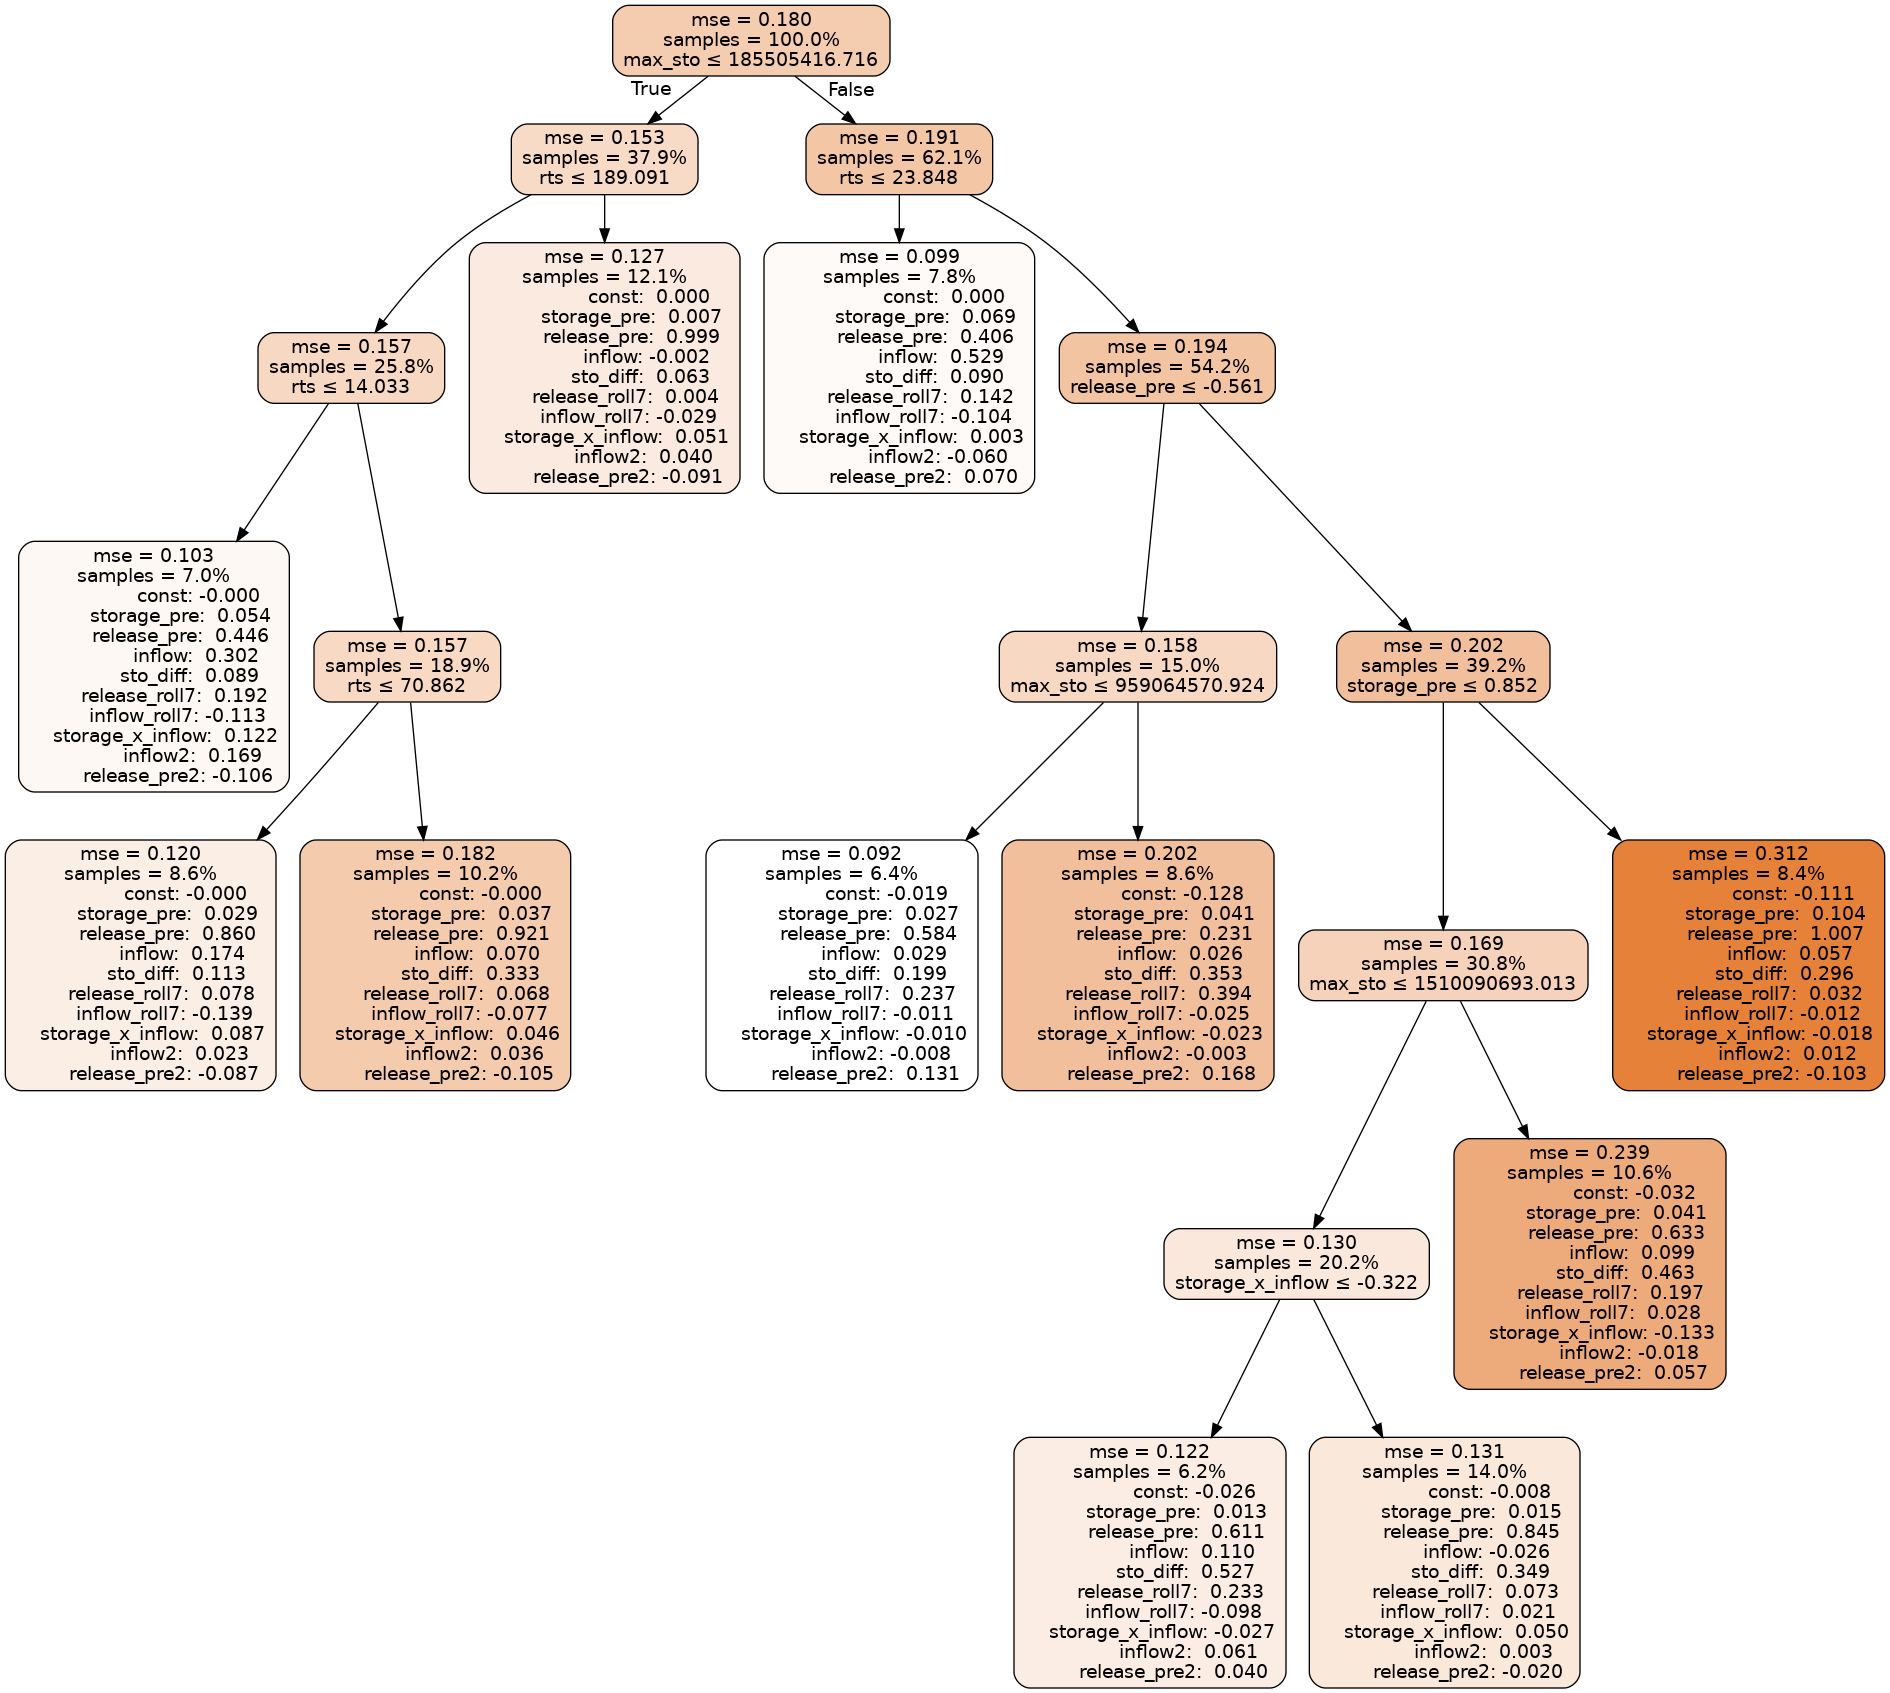 mse = 0.180
samples = 100.0%
max_sto ≤ 185505416.716
True
False
mse = 0.153
samples = 37.9%
rts ≤ 189.091
mse = 0.191
samples = 62.1%
rts ≤ 23.848
mse = 0.157
samples = 25.8%
rts ≤ 14.033
mse = 0.127
samples = 12.1%
const: 0.000
storage_pre: 0.007
release_pre: 0.999
inflow: -0.002
sto_diff: 0.063
release_roll7: 0.004
inflow_roll7: -0.029
storage_x_inflow: 0.051
inflow2: 0.040
release_pre2: -0.091
mse = 0.099
samples = 7.8%
const: 0.000
storage_pre: 0.069
release_pre: 0.406
inflow: 0.529
sto_diff: 0.090
release_roll7: 0.142
inflow_roll7: -0.104
storage_x_inflow: 0.003
inflow2: -0.060
release_pre2: 0.070
mse = 0.194
samples = 54.2%
release_pre ≤ -0.561
mse = 0.103
samples = 7.0%
const: -0.000
storage_pre: 0.054
release_pre: 0.446
inflow: 0.302
sto_diff: 0.089
release_roll7: 0.192
inflow_roll7: -0.113
storage_x_inflow: 0.122
inflow2: 0.169
release_pre2: -0.106
mse = 0.157
samples = 18.9%
rts ≤ 70.862
mse = 0.158
samples = 15.0%
max_sto ≤ 959064570.924
mse = 0.202
samples = 39.2%
storage_pre ≤ 0.852
mse = 0.120
samples = 8.6%
const: -0.000
storage_pre: 0.029
release_pre: 0.860
inflow: 0.174
sto_diff: 0.113
release_roll7: 0.078
inflow_roll7: -0.139
storage_x_inflow: 0.087
inflow2: 0.023
release_pre2: -0.087
mse = 0.182
samples = 10.2%
const: -0.000
storage_pre: 0.037
release_pre: 0.921
inflow: 0.070
sto_diff: 0.333
release_roll7: 0.068
inflow_roll7: -0.077
storage_x_inflow: 0.046
inflow2: 0.036
release_pre2: -0.105
mse = 0.092
samples = 6.4%
const: -0.019
storage_pre: 0.027
release_pre: 0.584
inflow: 0.029
sto_diff: 0.199
release_roll7: 0.237
inflow_roll7: -0.011
storage_x_inflow: -0.010
inflow2: -0.008
release_pre2: 0.131
mse = 0.202
samples = 8.6%
const: -0.128
storage_pre: 0.041
release_pre: 0.231
inflow: 0.026
sto_diff: 0.353
release_roll7: 0.394
inflow_roll7: -0.025
storage_x_inflow: -0.023
inflow2: -0.003
release_pre2: 0.168
mse = 0.169
samples = 30.8%
max_sto ≤ 1510090693.013
mse = 0.312
samples = 8.4%
const: -0.111
storage_pre: 0.104
release_pre: 1.007
inflow: 0.057
sto_diff: 0.296
release_roll7: 0.032
inflow_roll7: -0.012
storage_x_inflow: -0.018
inflow2: 0.012
release_pre2: -0.103
mse = 0.130
samples = 20.2%
storage_x_inflow ≤ -0.322
mse = 0.239
samples = 10.6%
const: -0.032
storage_pre: 0.041
release_pre: 0.633
inflow: 0.099
sto_diff: 0.463
release_roll7: 0.197
inflow_roll7: 0.028
storage_x_inflow: -0.133
inflow2: -0.018
release_pre2: 0.057
mse = 0.122
samples = 6.2%
const: -0.026
storage_pre: 0.013
release_pre: 0.611
inflow: 0.110
sto_diff: 0.527
release_roll7: 0.233
inflow_roll7: -0.098
storage_x_inflow: -0.027
inflow2: 0.061
release_pre2: 0.040
mse = 0.131
samples = 14.0%
const: -0.008
storage_pre: 0.015
release_pre: 0.845
inflow: -0.026
sto_diff: 0.349
release_roll7: 0.073
inflow_roll7: 0.021
storage_x_inflow: 0.050
inflow2: 0.003
release_pre2: -0.020